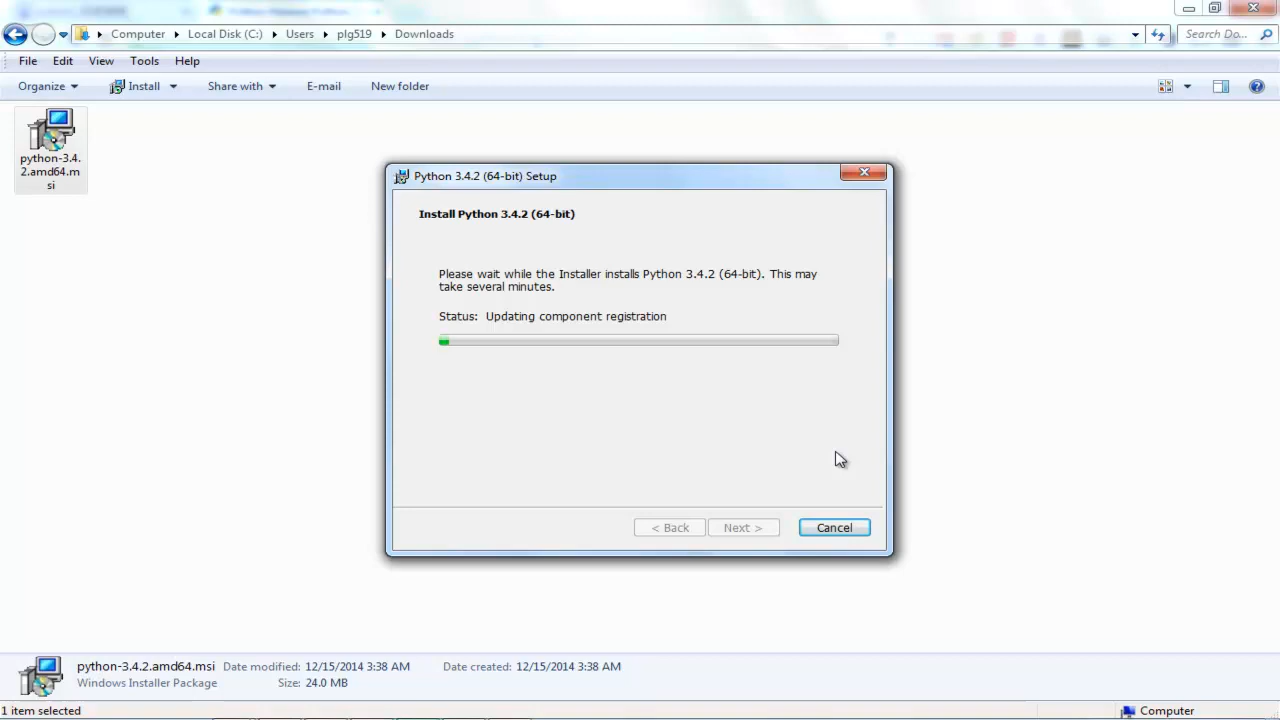 Computer Local Disk (C:) Users plg519 Downloads
Search Do...
File Edit View Tools Help
Organize Install Share with E-mail New folder
python-3.4.
2.amd64.m
si
Python 3.4.2 (64-bit) Setup
Install Python 3.4.2 (64-bit)
Please wait while the Installer installs Python 3.4.2 (64-bit). This may
take several minutes.
Status: Updating component registration
< Back Next > Cancel
python-3.4.2.amd64.msi Date modified: 12/15/2014 3:38 AM Date created: 12/15/2014 3:38 AM
Windows Installer Package Size: 24.0 MB
1 item selected Computer